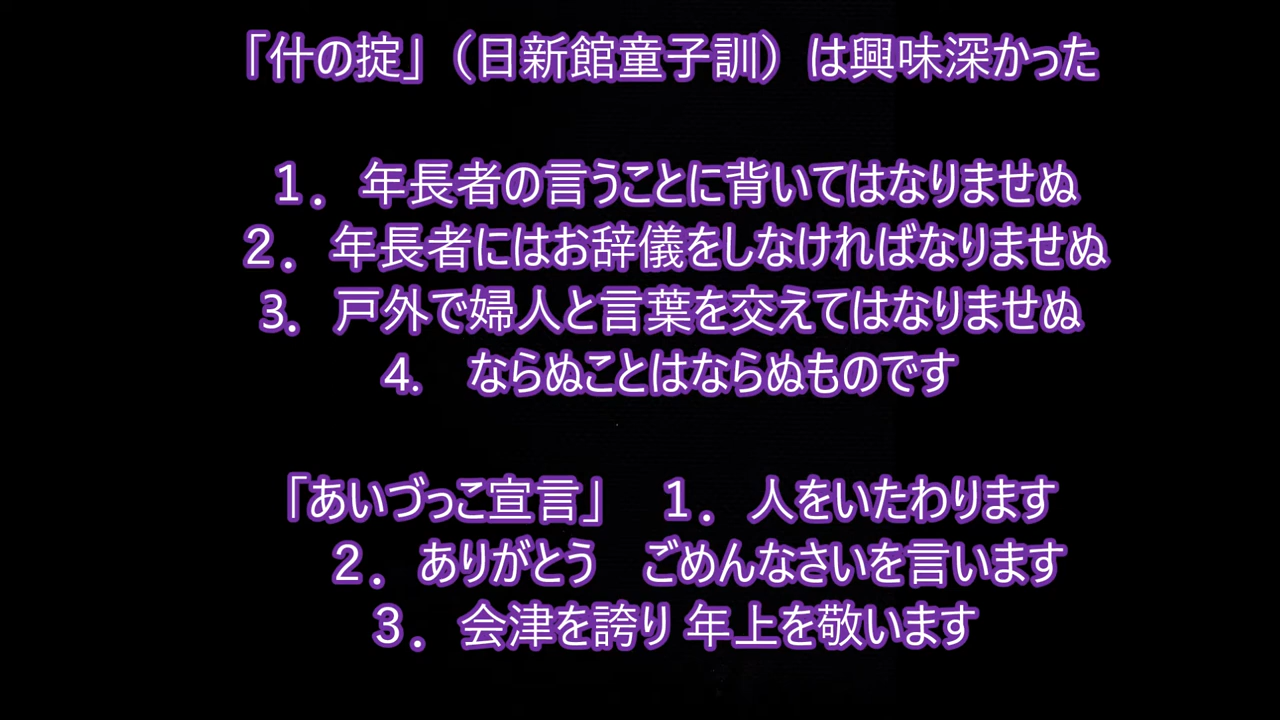 「什の掟」（日新館童子訓）は興味深かった
１．年長者の言うことに背いてはなりませぬ
２．年長者にはお辞儀をしなければなりませぬ
3. 戸外で婦人と言葉を交えてはなりませぬ
4. ならぬことはならぬものです
「あいづっこ宣言」　１．人をいたわります
２．ありがとう　ごめんなさいを言います
３．会津を誇り 年上を敬います